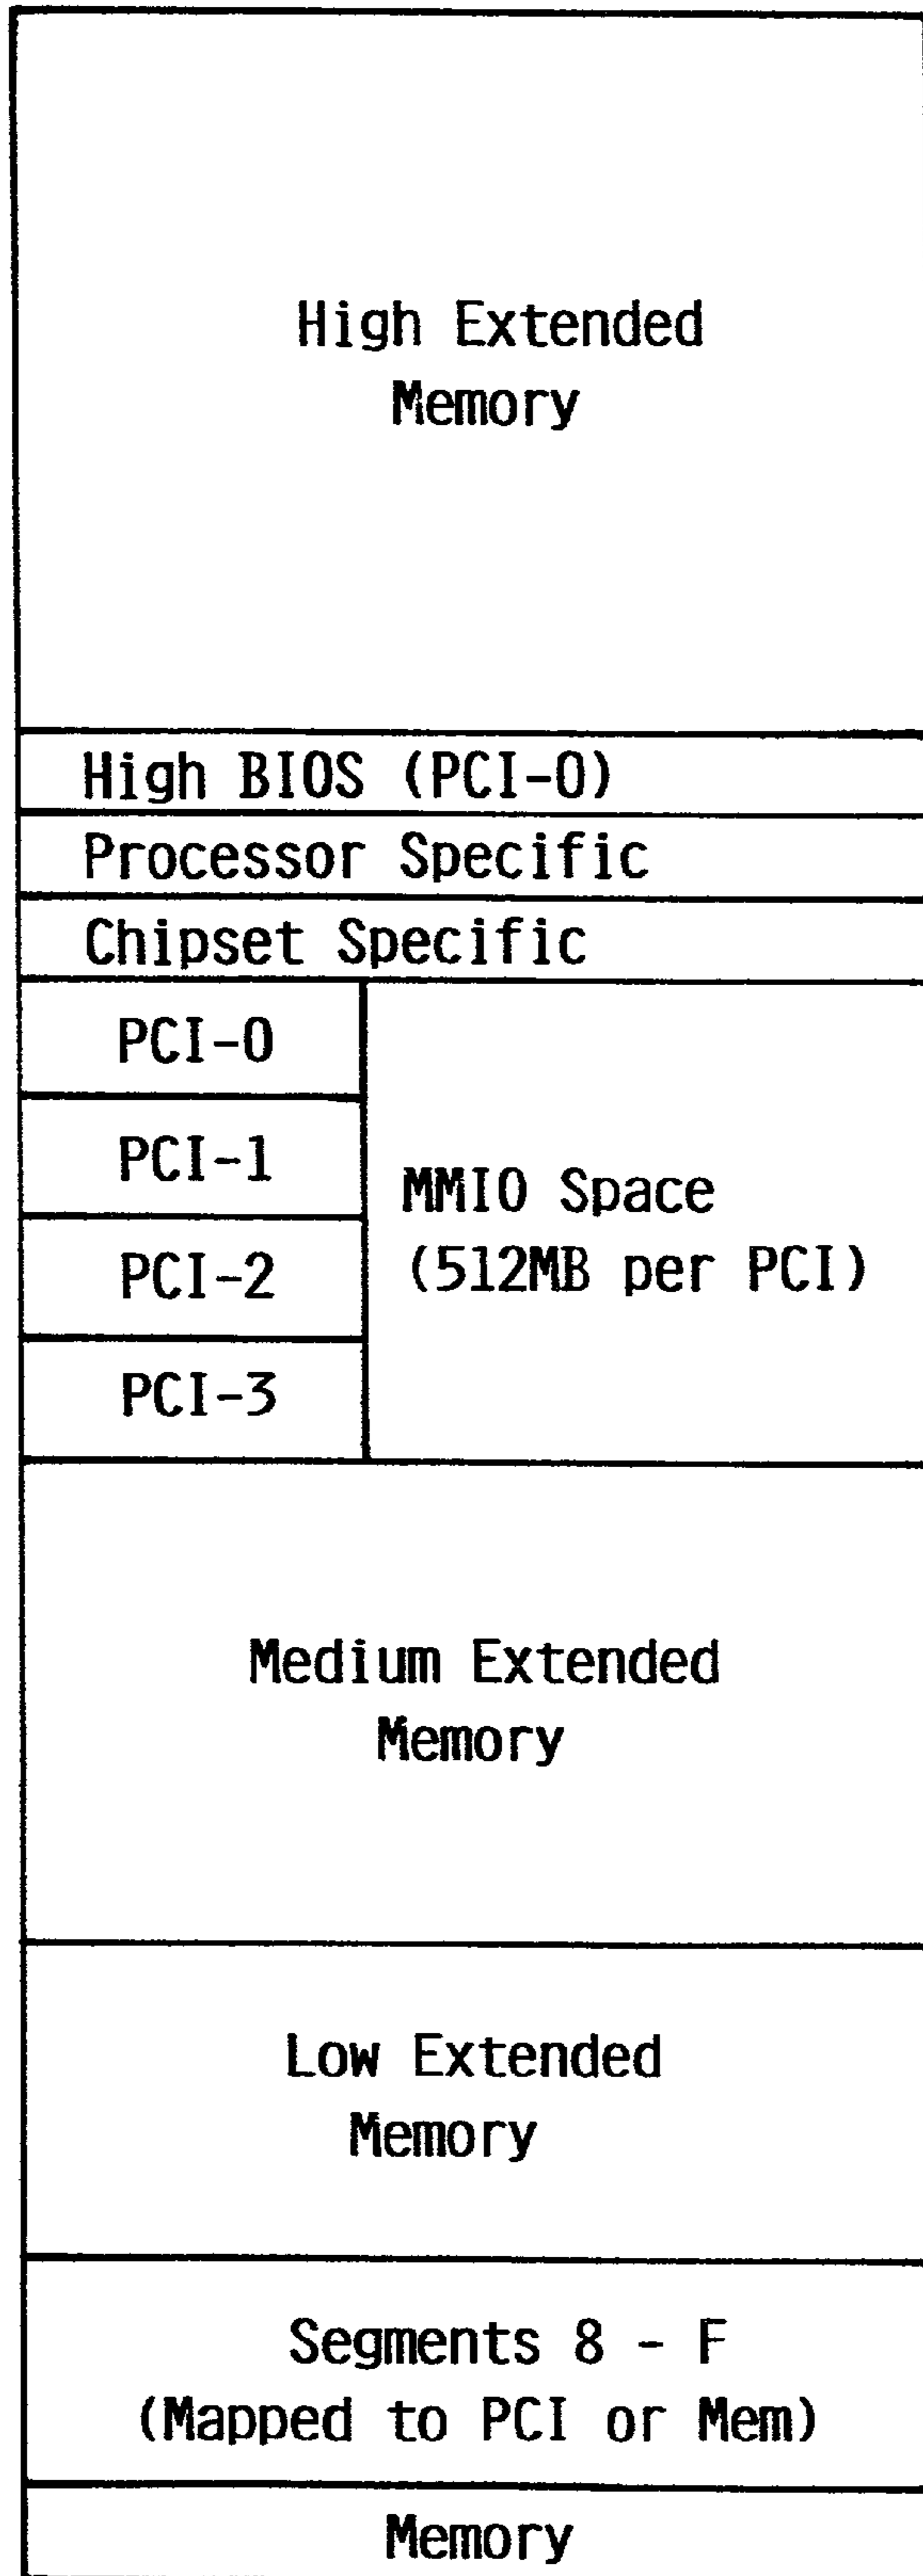 High Extended
Memory
High BIOS (PCI-0)
Processor Specific
Chipset Specific
PCI-0
PCI-1
PCI-2
PCI-3
MMIO Space
(512MB per PCI)
Medium Extended
Memory
Low Extended
Memory
Segments 8 - F
(Mapped to PCI or Mem)
Memory